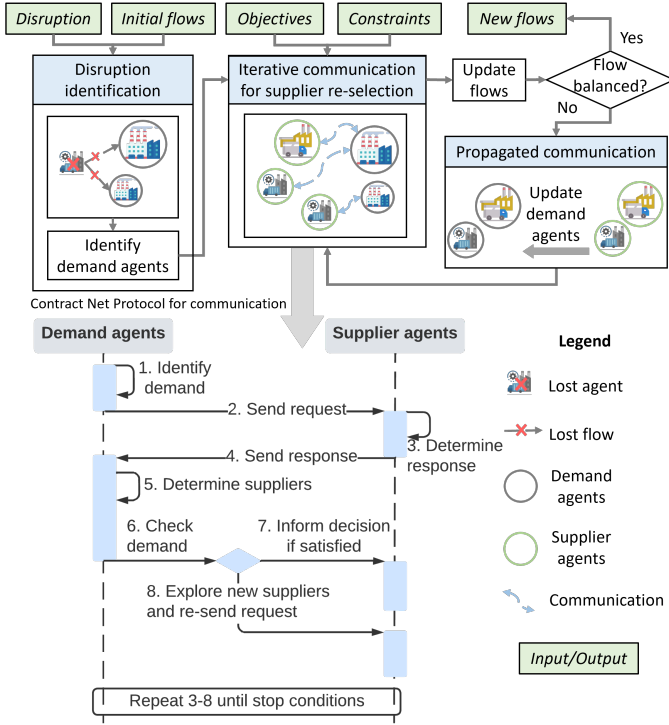 Disruption
Initial flows
Objectives
Constraints
New flows
Yes
Disruption
identification
Iterative communication
for supplier re-selection
Update
flows
Flow
balanced?
No
Propagated communication
Update
demand
agents
Identify
demand agents
Contract Net Protocol for communication
Demand agents
Supplier agents
1. Identify
demand
2. Send request
3. Determine
response
4. Send response
5. Determine suppliers
6. Check
demand
7. Inform decision
if satisfied
8. Explore new suppliers
and re-send request
Repeat 3-8 until stop conditions
Legend
Lost agent
Lost flow
Demand
agents
Supplier
agents
Communication
Input/Output